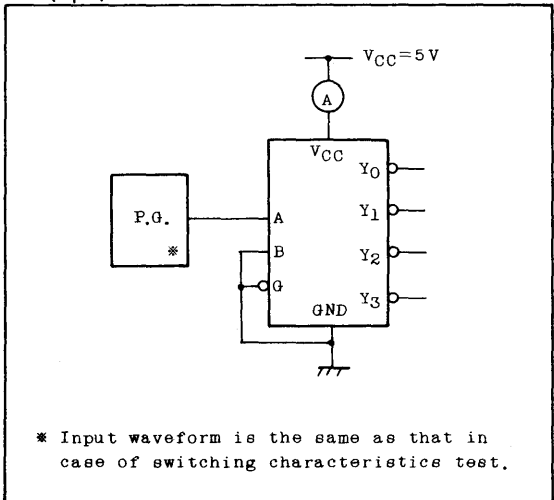 VCC=5V
A
VCC
Y0
P.G.
※
A
Y1
B
Y2
G
Y3
GND
※ Input waveform is the same as that in
case of switching characteristics test.